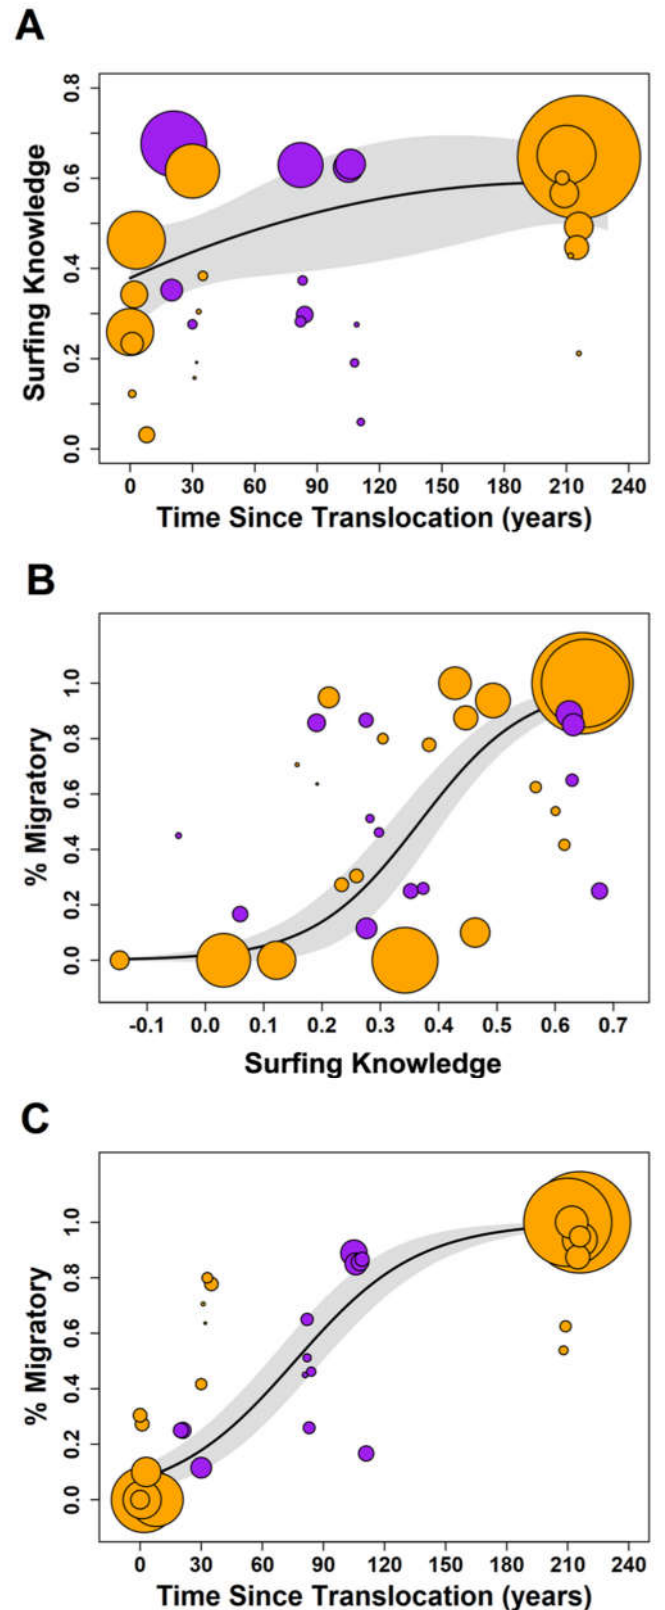 A
0.8
0.6
0.4
0.2
0.0
Surfing Knowledge
0 30 60 90 120 150 180 210 240
Time Since Translocation (years)
B
1.0
0.8
0.6
0.4
0.2
0.0
% Migratory
-0.1 0.0 0.1 0.2 0.3 0.4 0.5 0.6 0.7
Surfing Knowledge
C
1.0
0.8
0.6
0.4
0.2
0.0
% Migratory
0 30 60 90 120 150 180 210 240
Time Since Translocation (years)